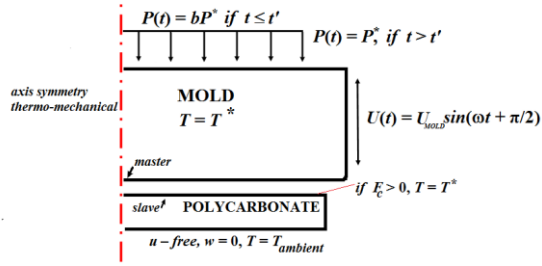 P(t) = bP* if t ≤ t'
P(t) = P,* if t > t'
axis symmetry
thermo-mechanical
MOLD
T = T*
U(t) = U_MOLD sin(ωt + π/2)
master
if F_c > 0, T = T*
slave
POLYCARBONATE
u – free, w = 0, T = T_ambient